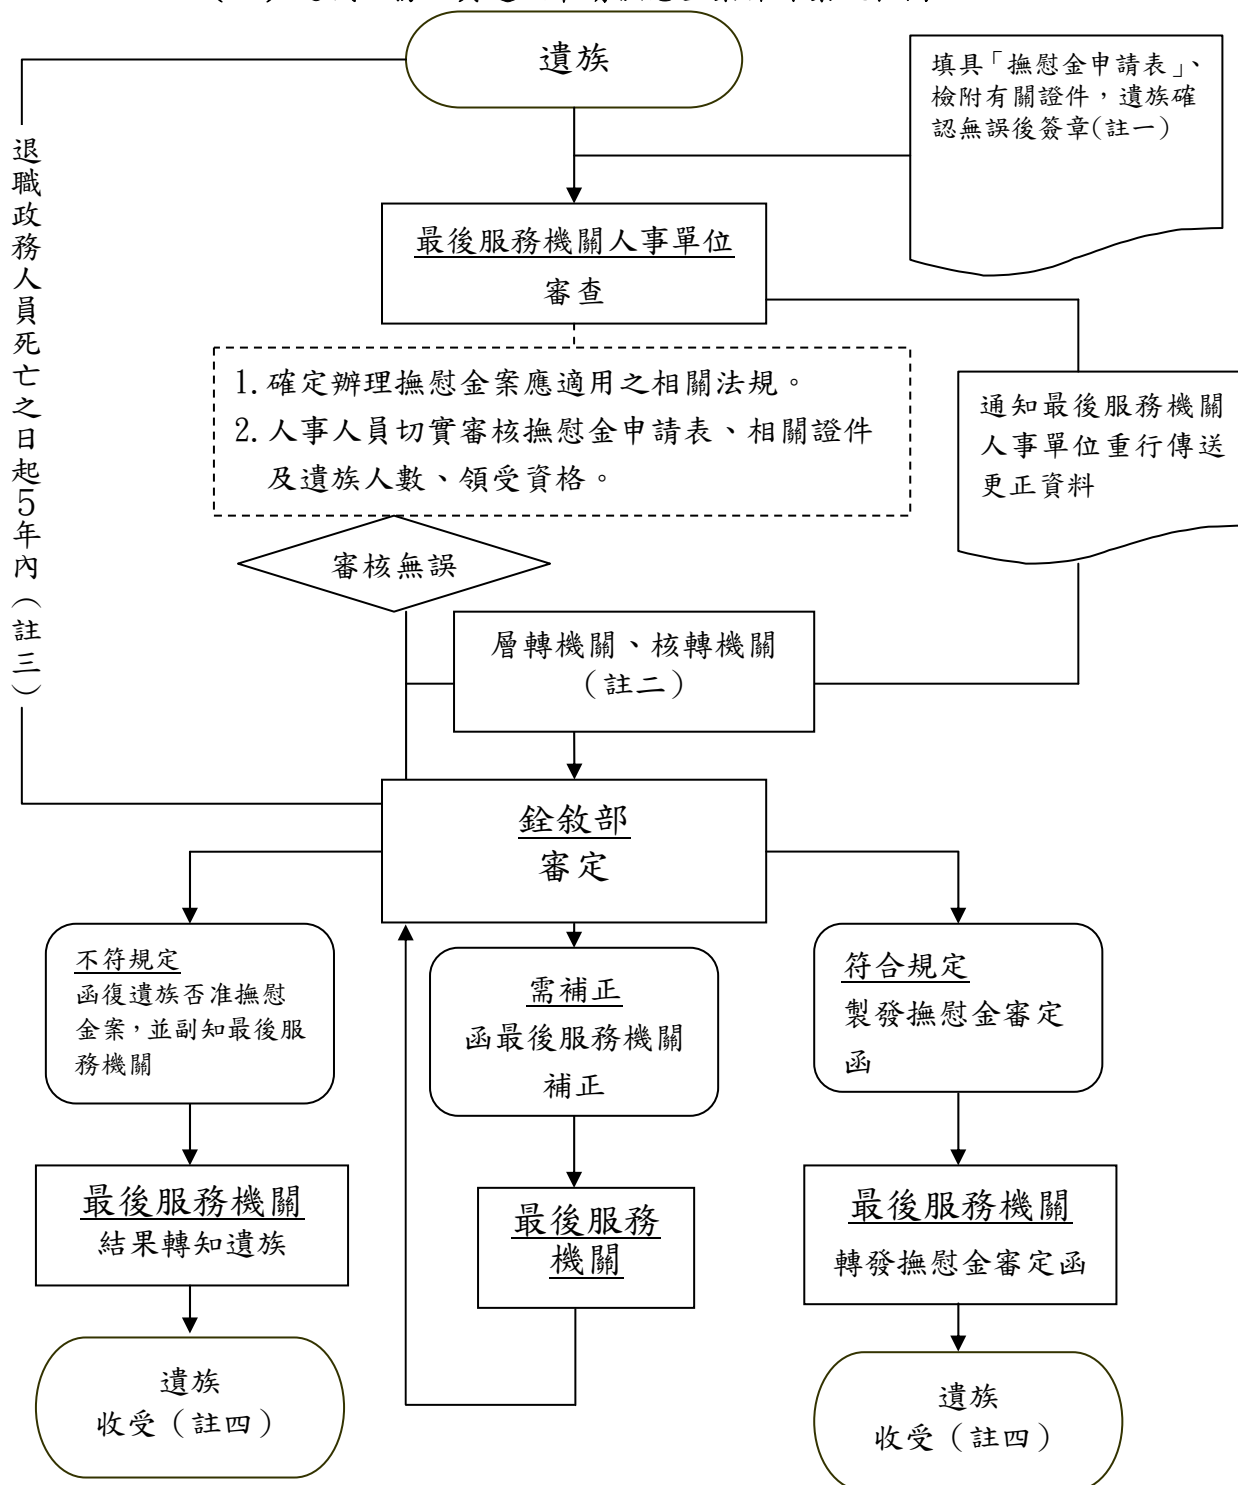 遺族
填具「撫慰金申請表」、
檢附有關證件，遺族確
認無誤後簽章(註一)
退職政務人員死亡之日起5年內（註三）
最後服務機關人事單位
審查
1.確定辦理撫慰金案應適用之相關法規。
2.人事人員切實審核撫慰金申請表、相關證件
及遺族人數、領受資格。
通知最後服務機關
人事單位重行傳送
更正資料
審核無誤
層轉機關、核轉機關
（註二）
銓敘部
審定
不符規定
函復遺族否准撫慰
金案，並副知最後服
務機關
需補正
函最後服務機關
補正
符合規定
製發撫慰金審定
函
最後服務機關
結果轉知遺族
最後服務
機關
最後服務機關
轉發撫慰金審定函
遺族
收受（註四）
遺族
收受（註四）